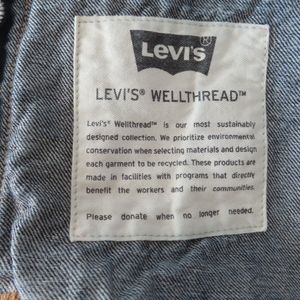 Levi's®
LEVI'S® WELLTHREAD™
Levi's® Wellthread™ is our most sustainably
designed collection. We prioritize environmental
conservation when selecting materials and design
each garment to be recycled. These products are
made in facilities with programs that directly
benefit the workers and their communities.
Please donate when no longer needed.